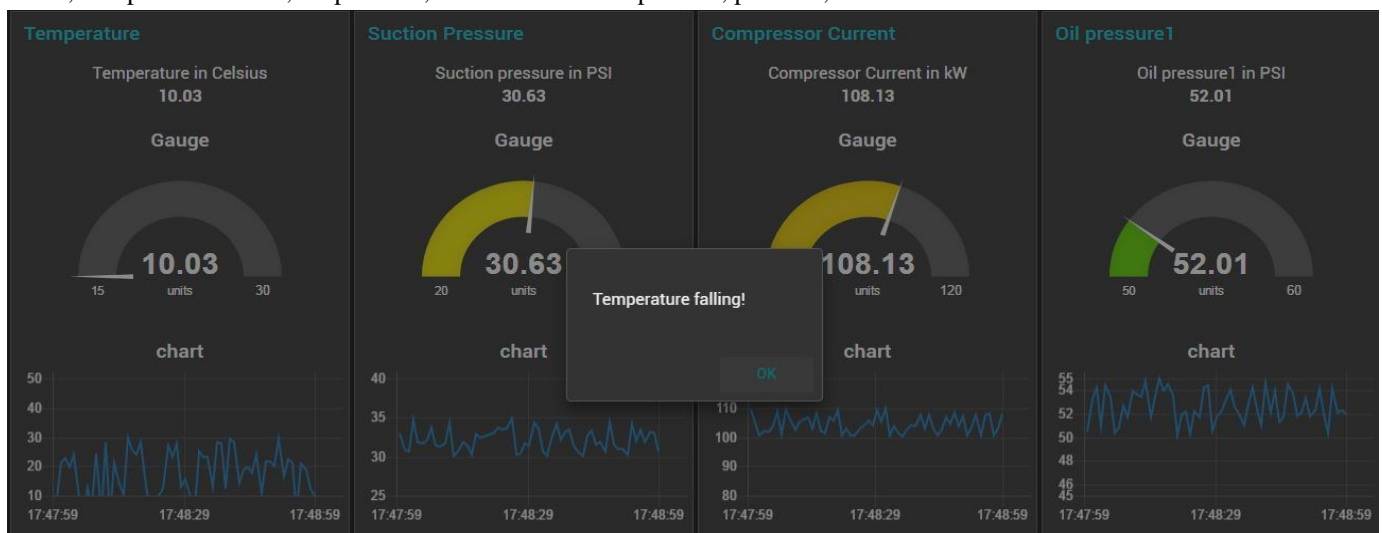 Temperature
Temperature in Celsius
10.03
Gauge
10.03
15 units 30
chart
50
40
30
20
10
17:47:59 17:48:29 17:48:59
Suction Pressure
Suction pressure in PSI
30.63
Gauge
30.63
20 units
chart
40
35
30
25
17:47:59 17:48:29 17:48:59
Compressor Current
Compressor Current in kW
108.13
Gauge
108.13
units 120
chart
110
100
90
80
17:47:59 17:48:29 17:48:59
Oil pressure1
Oil pressure1 in PSI
52.01
Gauge
52.01
50 units 60
chart
55
54
52
50
48
46
45
17:47:59 17:48:29 17:48:59
Temperature falling!
OK